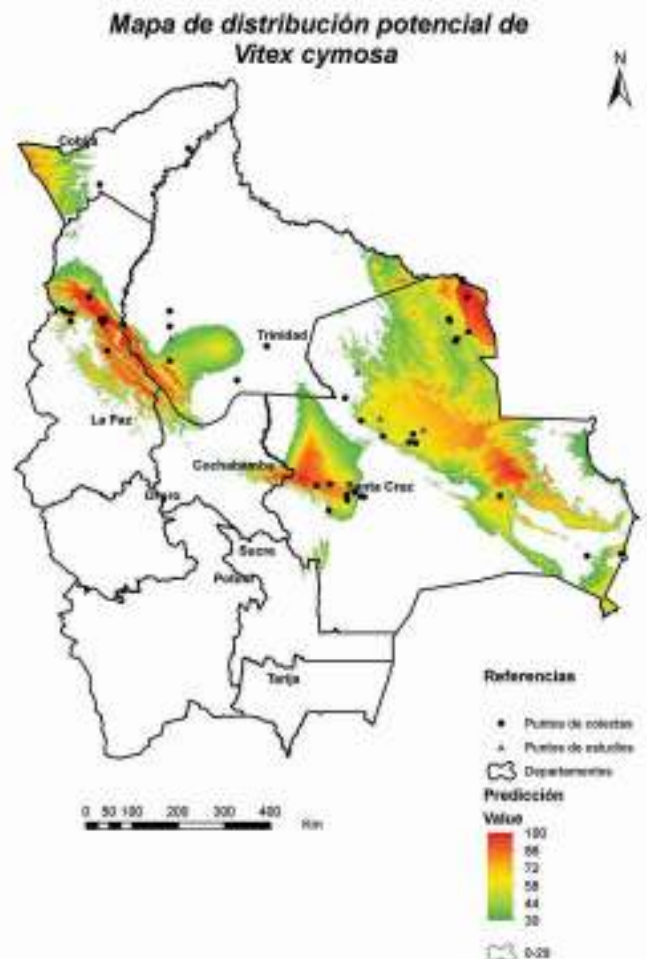 Mapa de distribución potencial de
Vitex cymosa
N
Cobija
Trinidad
La Paz
Cochabamba
Santa Cruz
Oruro
Sucre
Potosí
Tarija
Referencias
Puntos de colectas
Puntos de estudios
Departamentos
Predicción
Value
100
86
72
58
44
30
0-29
0 50 100 200 300 400
Km